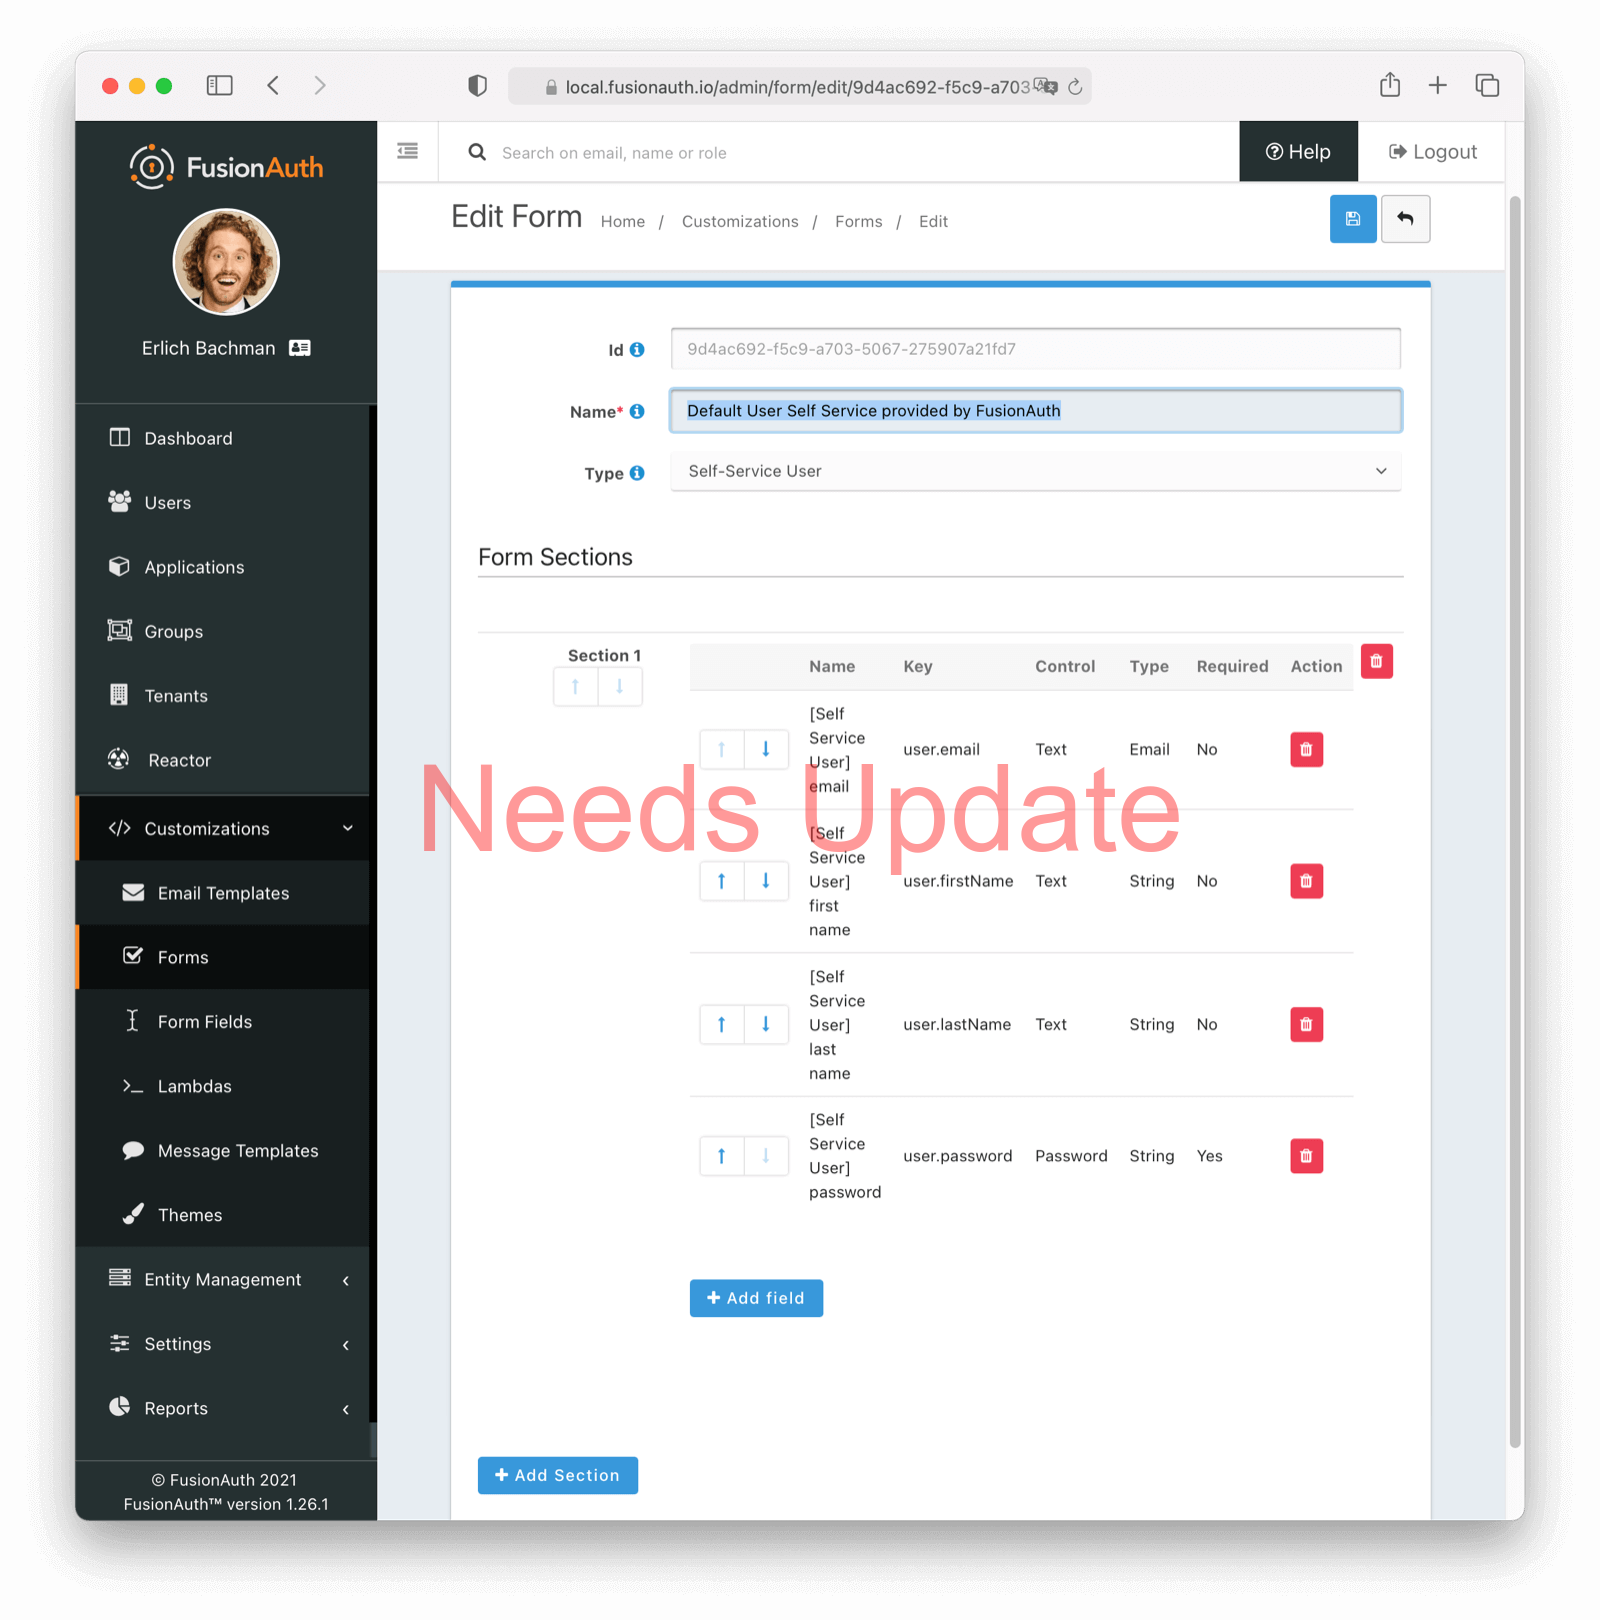 local.fusionauth.io/admin/form/edit/9d4ac692-f5c9-a703
FusionAuth
Search on email, name or role
Help
Logout
Edit Form
Home / Customizations / Forms / Edit
Erlich Bachman
Dashboard
Users
Applications
Groups
Tenants
Reactor
Customizations
Email Templates
Forms
Form Fields
Lambdas
Message Templates
Themes
Entity Management
Settings
Reports
© FusionAuth 2021
FusionAuth™ version 1.26.1
Id
9d4ac692-f5c9-a703-5067-275907a21fd7
Name*
Default User Self Service provided by FusionAuth
Type
Self-Service User
Form Sections
Section 1
Name Key Control Type Required Action
[Self
Service
User]
email
user.email Text Email No
[Self
Service
User]
first
name
user.firstName Text String No
[Self
Service
User]
last
name
user.lastName Text String No
[Self
Service
User]
password
user.password Password String Yes
Needs Update
Add field
Add Section